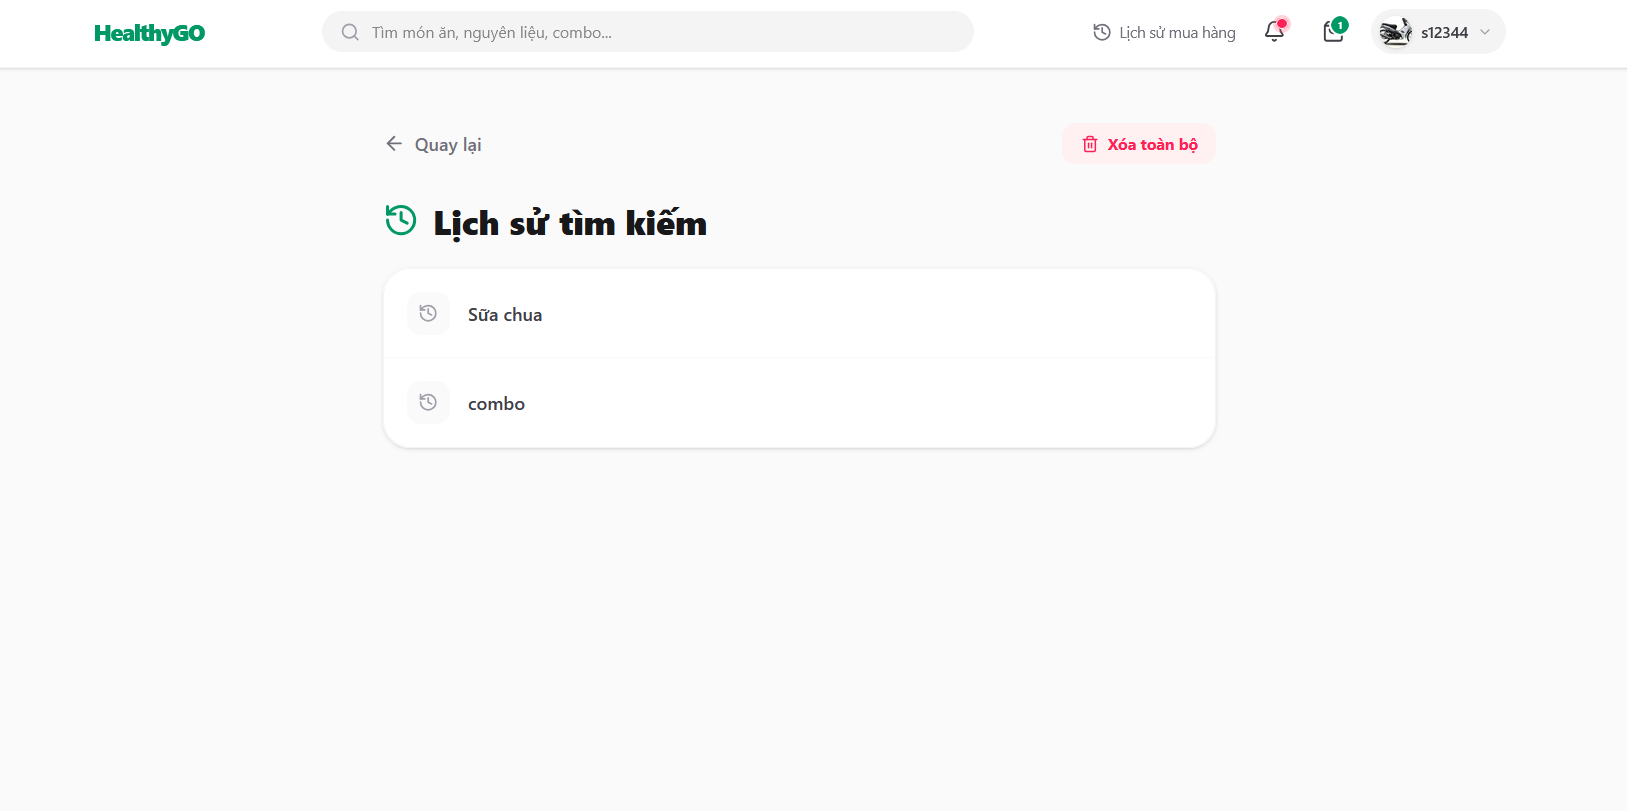 HealthyGO
Tìm món ăn, nguyên liệu, combo...
Lịch sử mua hàng
1
s12344
Quay lại
Xóa toàn bộ
Lịch sử tìm kiếm
Sữa chua
combo